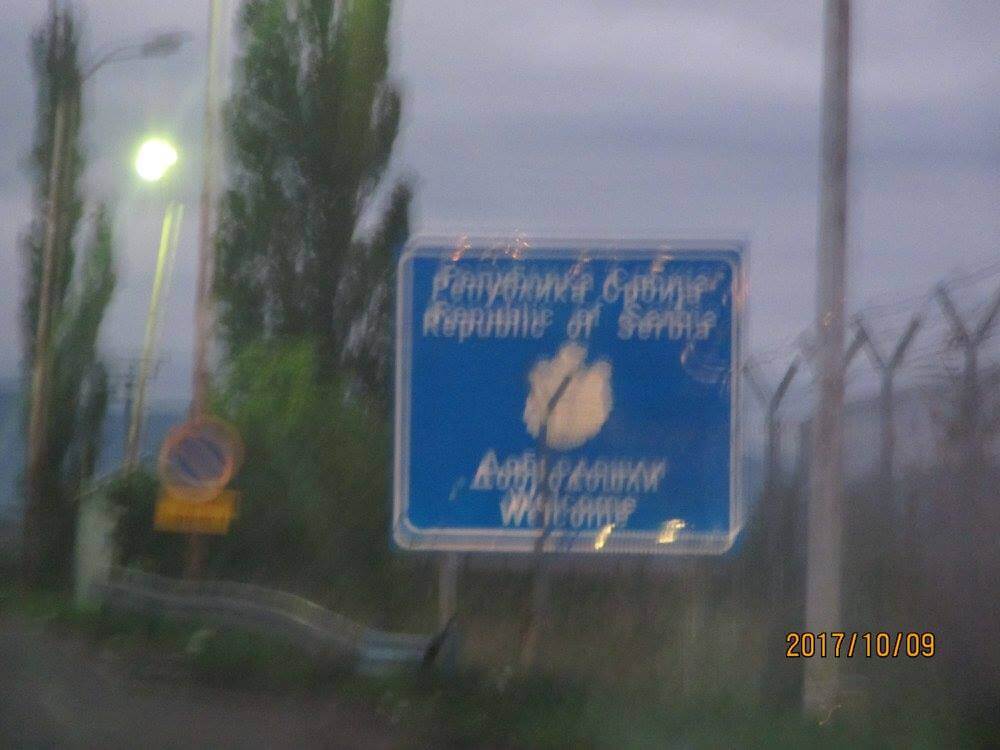 Република Србија
Republic of Serbia
Добродошли
Welcome
2017/10/09